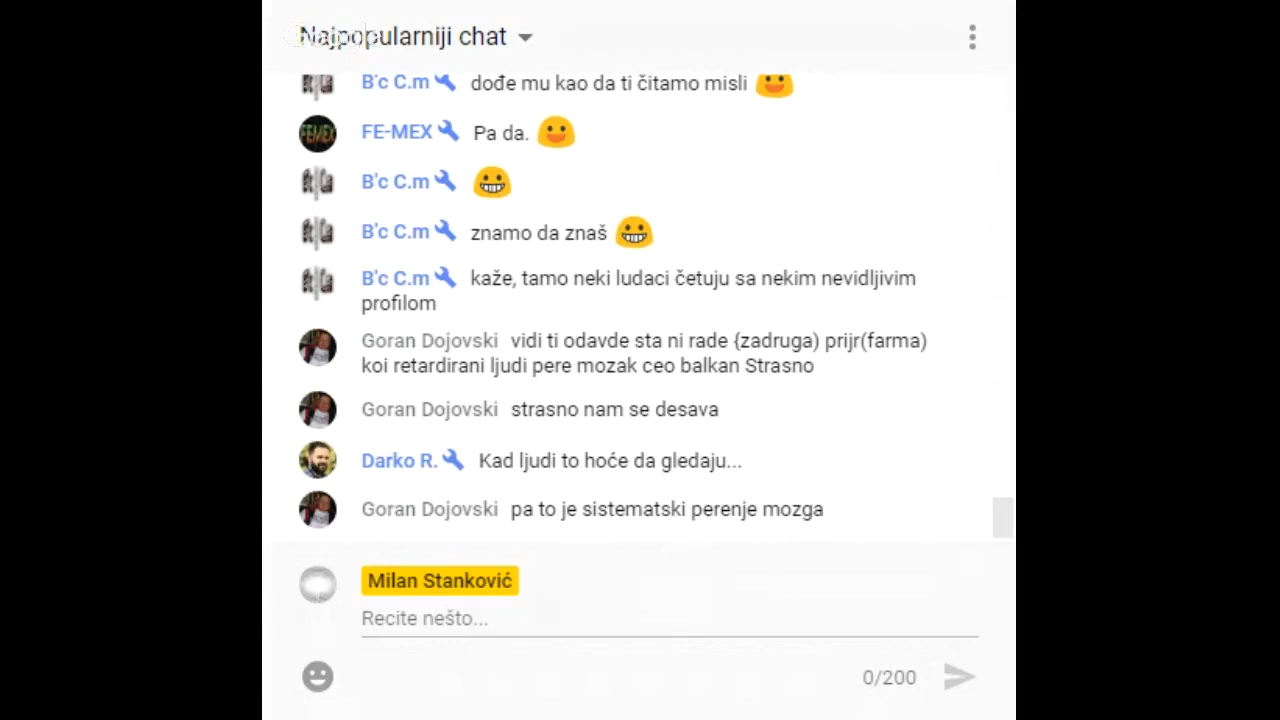 Najpopularniji chat
B'c C.m dođe mu kao da ti čitamo misli
FE-MEX Pa da.
B'c C.m
B'c C.m znamo da znaš
B'c C.m kaže, tamo neki ludaci četuju sa nekim nevidljivim
profilom
Goran Dojovski vidi ti odavde sta ni rade {zadruga) prijr(farma)
koi retardirani ljudi pere mozak ceo balkan Strasno
Goran Dojovski strasno nam se desava
Darko R. Kad ljudi to hoće da gledaju...
Goran Dojovski pa to je sistematski perenje mozga
Milan Stanković
Recite nešto...
0/200